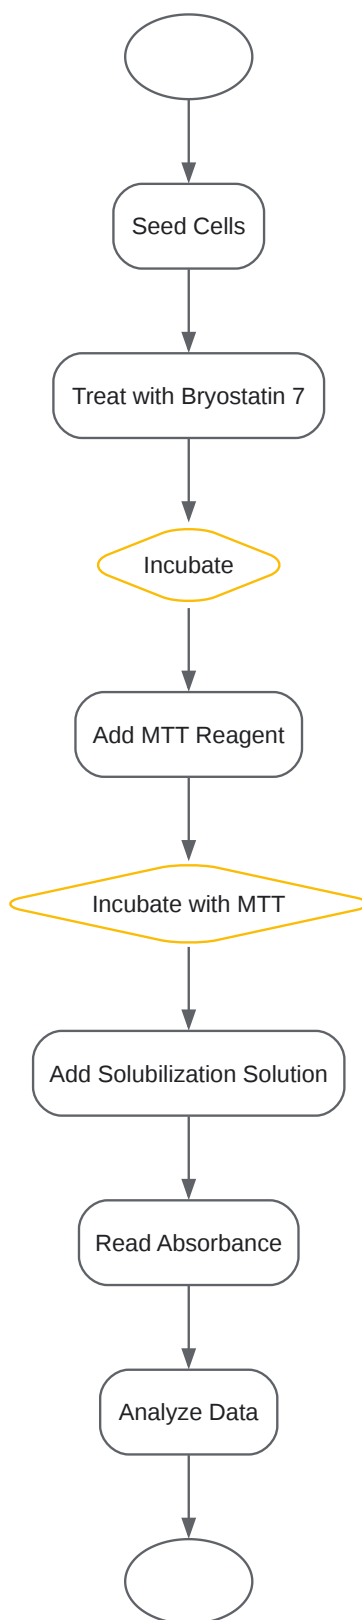 Seed Cells
Treat with Bryostatin 7
Incubate
Add MTT Reagent
Incubate with MTT
Add Solubilization Solution
Read Absorbance
Analyze Data